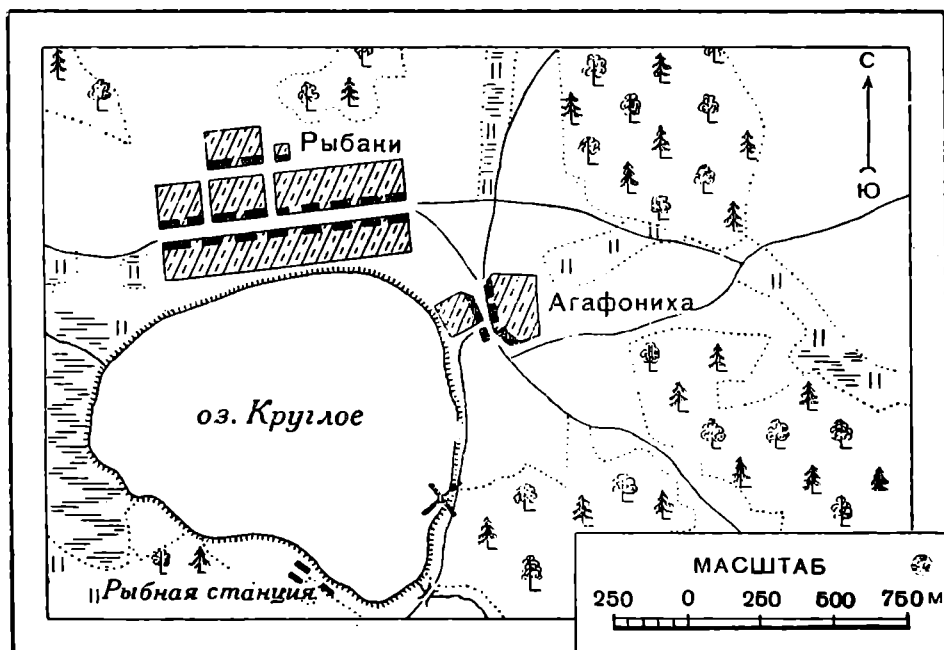 С
Рыбаки
Ю
Агафониха
оз. Круглое
Рыбная станция
МАСШТАБ
250 0 250 500 750 м